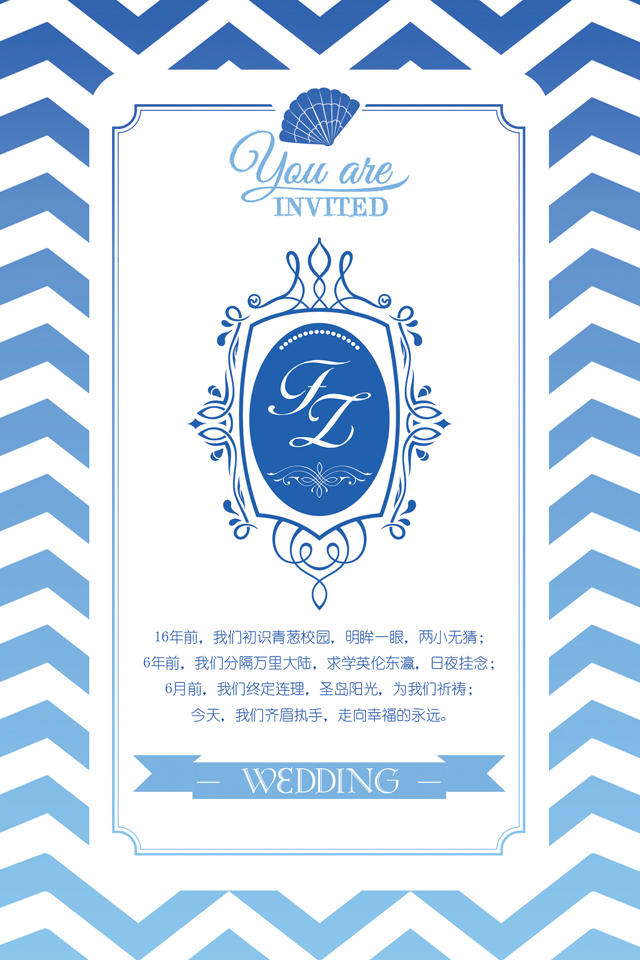 You are
INVITED
FZ
16年前，我们初识青葱校园，明眸一眼，两小无猜；
6年前，我们分隔万里大陆，求学英伦东瀛，日夜挂念；
6月前，我们终定连理，圣岛阳光，为我们祈祷；
今天，我们齐眉执手，走向幸福的永远。
— WEDDING —